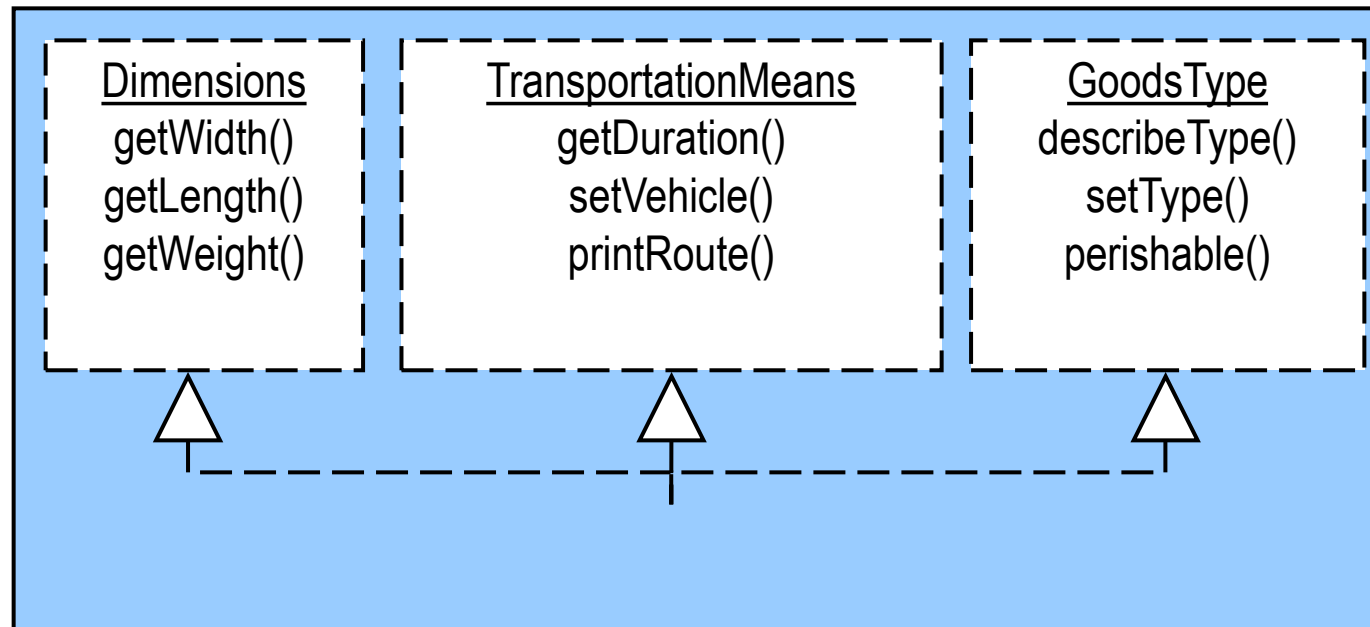 Dimensions
getWidth()
getLength()
getWeight()
TransportationMeans
getDuration()
setVehicle()
printRoute()
GoodsType
describeType()
setType()
perishable()